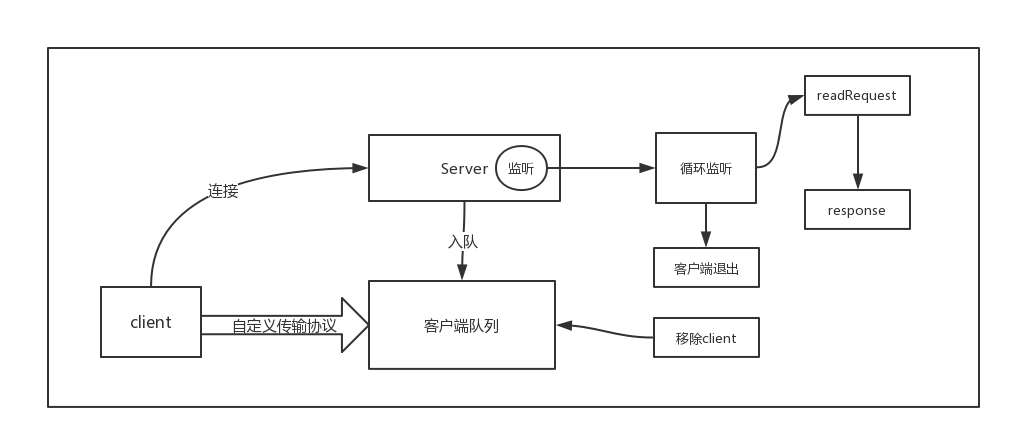 readRequest
Server
监听
循环监听
连接
response
入队
客户端退出
client
自定义传输协议
客户端队列
移除client